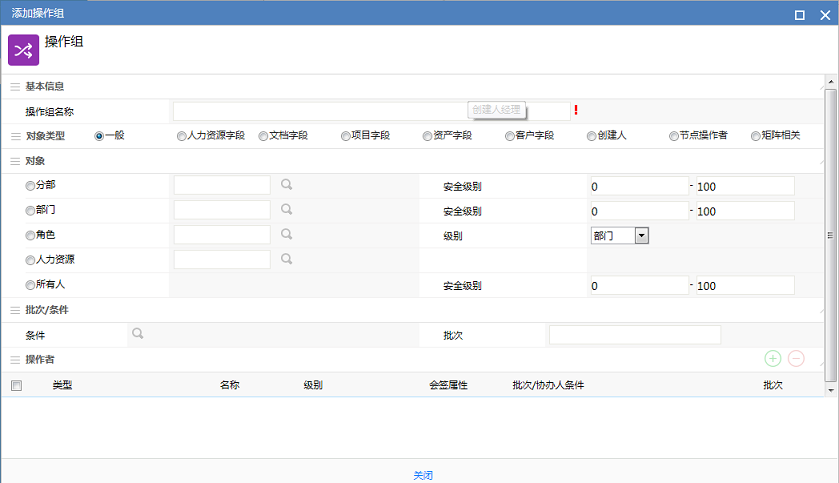 添加操作组
操作组
基本信息
操作组名称 创建人经理 !
对象类型 一般 人力资源字段 文档字段 项目字段 资产字段 客户字段 创建人 节点操作者 矩阵相关
对象
分部 安全级别 0 - 100
部门 安全级别 0 - 100
角色 级别 部门
人力资源
所有人 安全级别 0 - 100
批次/条件
条件 批次
操作者
类型 名称 级别 会签属性 批次/协办人条件 批次
关闭